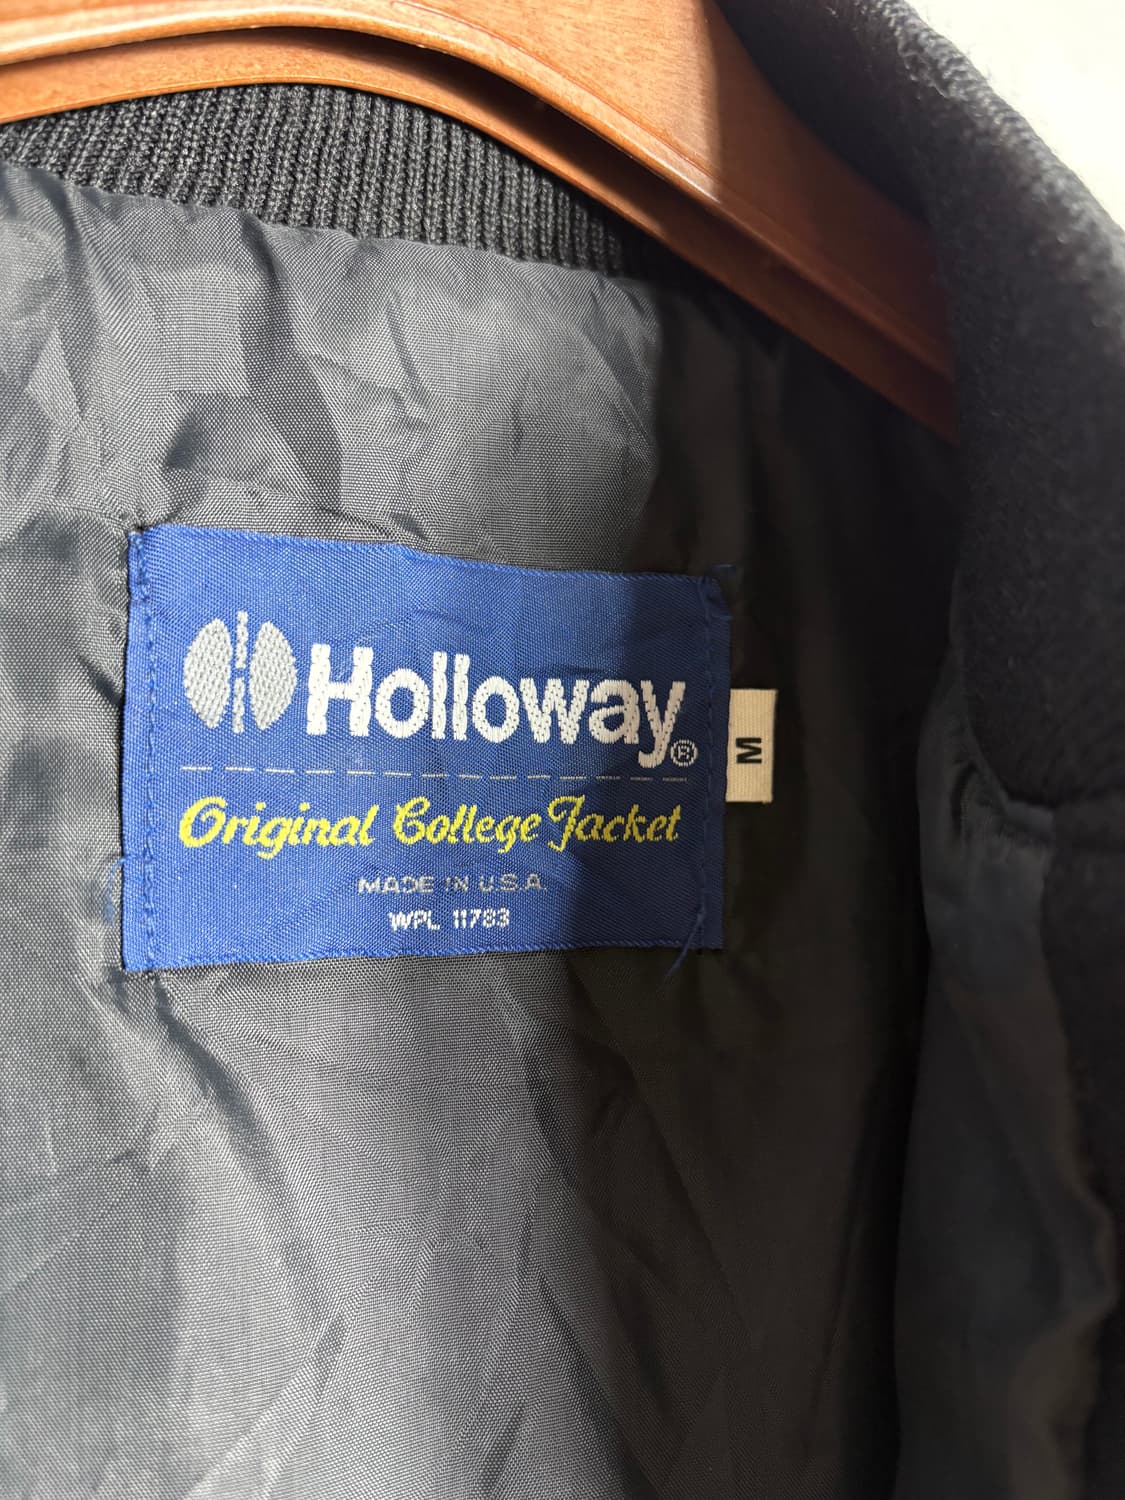 Holloway®
Original College Jacket
MADE IN U.S.A.
WPL 11783
M